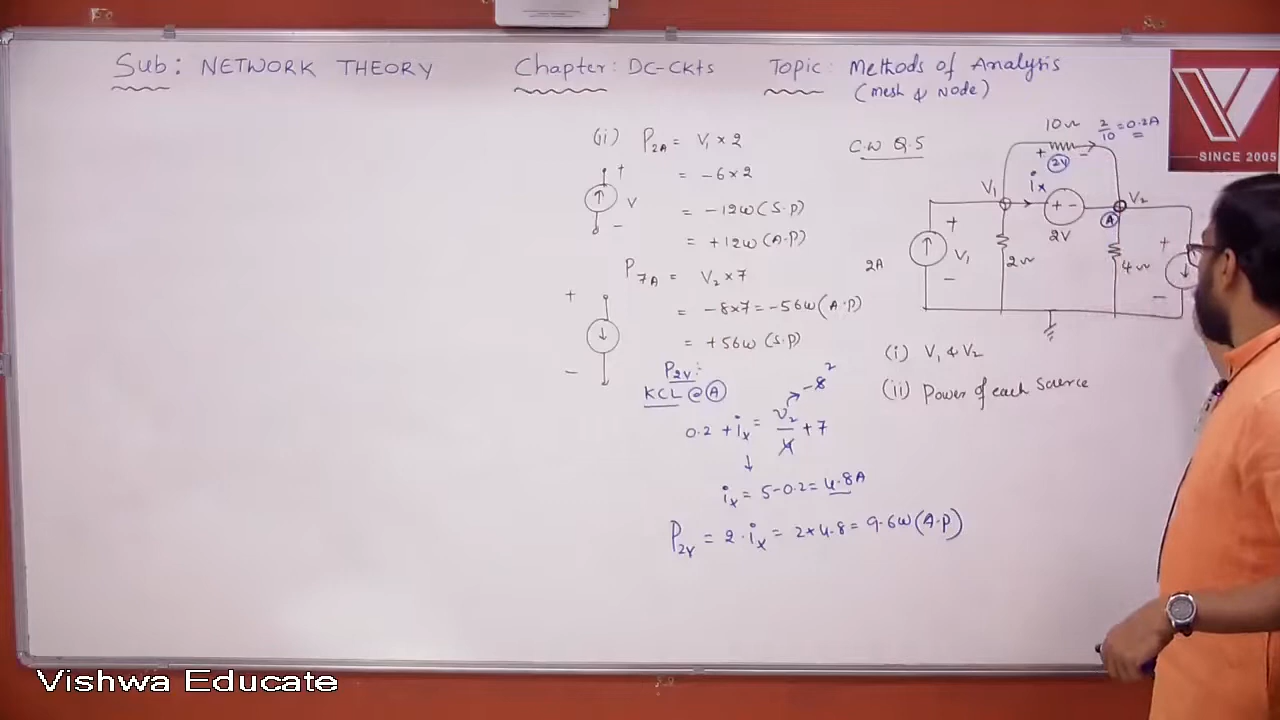 Sub: NETWORK THEORY Chapter: DC-Ckts Topic: Methods of Analysis
(Mesh & Node)
(ii) P2A = V1 × 2
= -6 × 2
= -12w (S.P)
= +12w (A.P)
+
V
-
P7A = V2 × 7
= -8×7 = -56w (A.P)
= +56w (S.P)
+
-
P2V:
KCL @ A
0.2 + ix = V2/4 + 7
-8 2
ix = 5-0.2 = 4.8A
P2V = 2·ix = 2×4.8 = 9.6w (A.P)
C.W Q.5
10Ω 2/10 = 0.2A
+ 2V -
V1 ix V2
+ -
2V
A
2A
+
V1
-
2Ω
4Ω
+
-
(i) V1 & V2
(ii) Power of each Source
SINCE 2005
Vishwa Educate